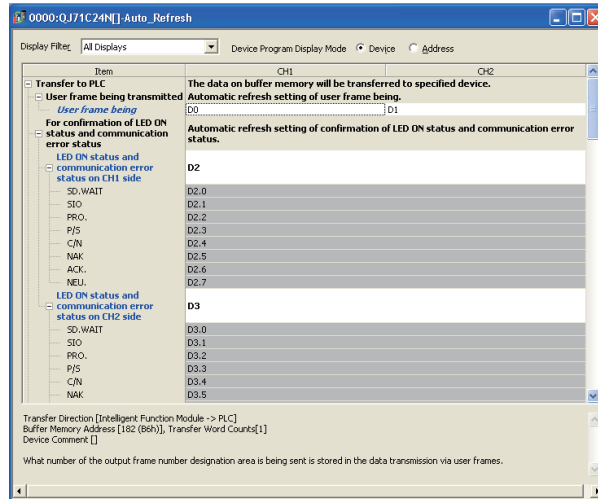 0000:QJ71C24N[]-Auto_Refresh
Display Filter All Displays Device Program Display Mode Device Address
Item CH1 CH2
Transfer to PLC The data on buffer memory will be transferred to specified device.
User frame being transmitted Automatic refresh setting of user frame being.
User frame being D0 D1
For confirmation of LED ON
status and communication
error status
Automatic refresh setting of confirmation of LED ON status and communication error
status.
LED ON status and
communication error
status on CH1 side
D2
SD.WAIT D2.0
SIO D2.1
PRO. D2.2
P/S D2.3
C/N D2.4
NAK D2.5
ACK. D2.6
NEU. D2.7
LED ON status and
communication error
status on CH2 side
D3
SD.WAIT D3.0
SIO D3.1
PRO. D3.2
P/S D3.3
C/N D3.4
NAK D3.5
Transfer Direction [Intelligent Function Module -> PLC]
Buffer Memory Address [182 (B6h)], Transfer Word Counts[1]
Device Comment []
What number of the output frame number designation area is being sent is stored in the data transmission via user frames.